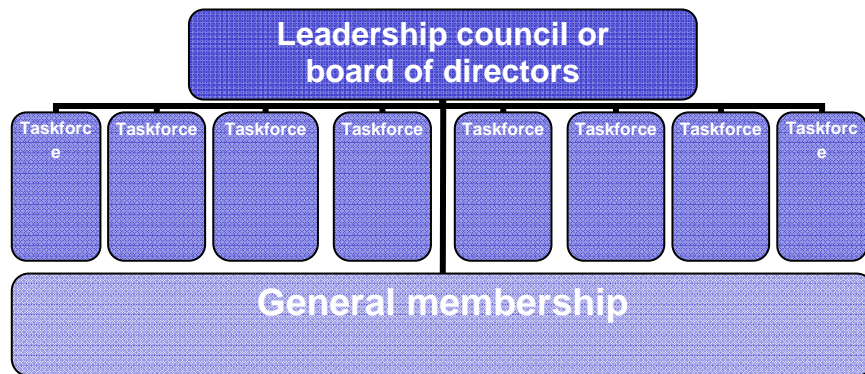 Leadership council or
board of directors
Taskforc
e
Taskforce
Taskforce
Taskforce
Taskforce
Taskforce
Taskforce
Taskforc
e
General membership